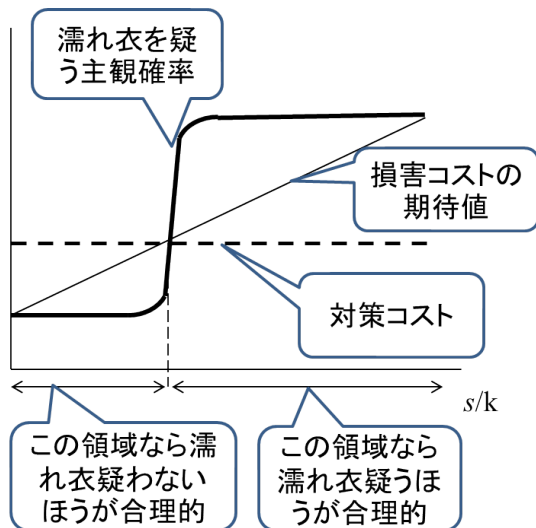 濡れ衣を疑
う主観確率
損害コストの
期待値
対策コスト
s/k
この領域なら濡
れ衣疑わない
ほうが合理的
この領域なら
濡れ衣疑うほ
うが合理的